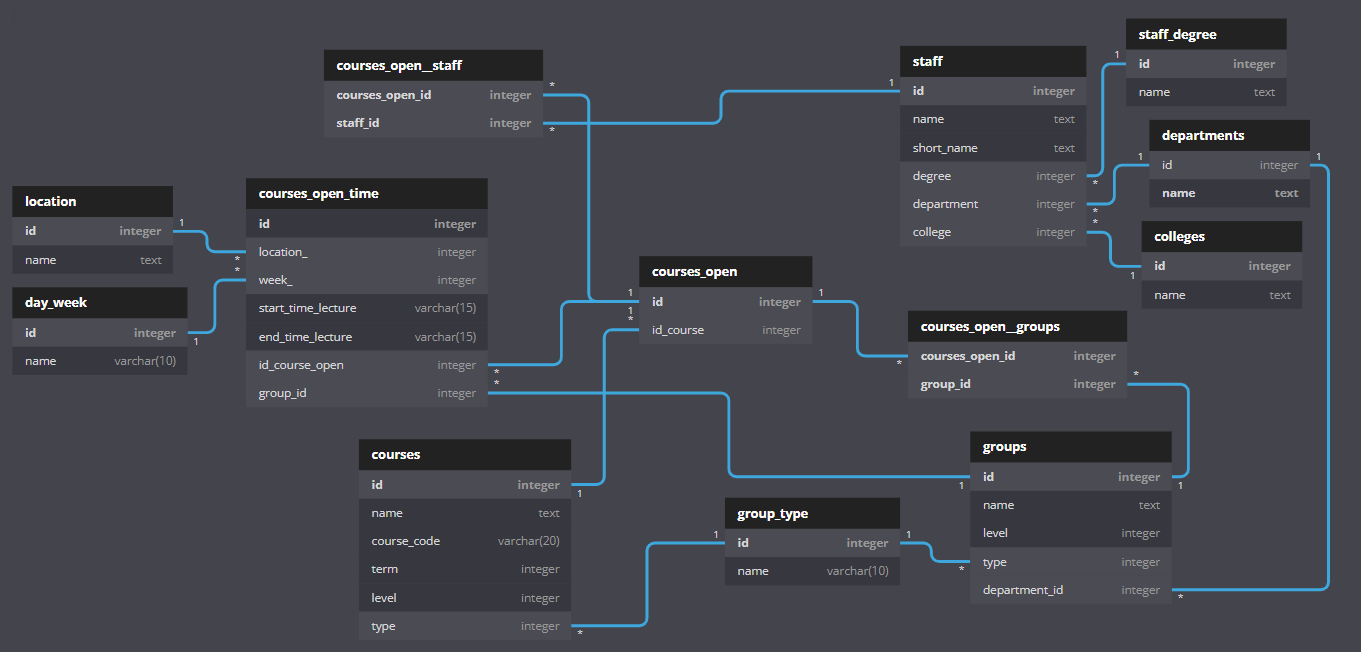 courses_open__staff
*
courses_open_id integer
staff_id integer
*
staff
1
id integer
name text
short_name text
degree integer
*
department integer
*
*
college integer
staff_degree
1
id integer
name text
departments
1
1
id integer
name text
colleges
id integer
1
name text
location
1
id integer
name text
day_week
id integer
1
name varchar(10)
courses_open_time
id integer
location_ integer
*
*
week_ integer
start_time_lecture varchar(15)
end_time_lecture varchar(15)
id_course_open integer
*
*
group_id integer
courses_open
1
1
id integer
1
*
id_course integer
courses_open__groups
courses_open_id integer
*
*
group_id integer
courses
id integer
1
name text
course_code varchar(20)
term integer
level integer
type integer
*
group_type
1
1
id integer
name varchar(10)
groups
id integer
1
1
name text
level integer
type integer
*
department_id integer
*